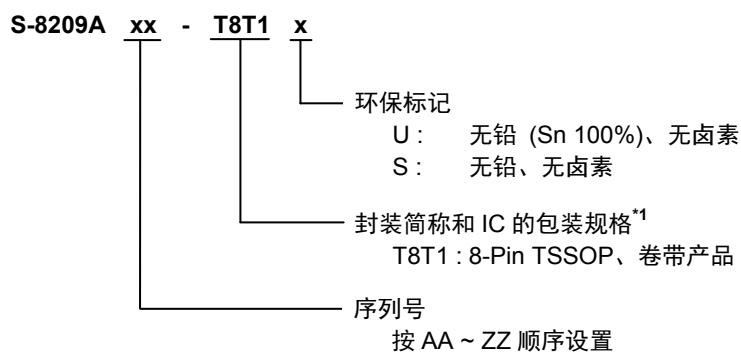 S-8209A xx - T8T1 x
环保标记
U : 无铅 (Sn 100%)、无卤素
S : 无铅、无卤素
封装简称和 IC 的包装规格*1
T8T1 : 8-Pin TSSOP、卷带产品
序列号
按 AA ~ ZZ 顺序设置